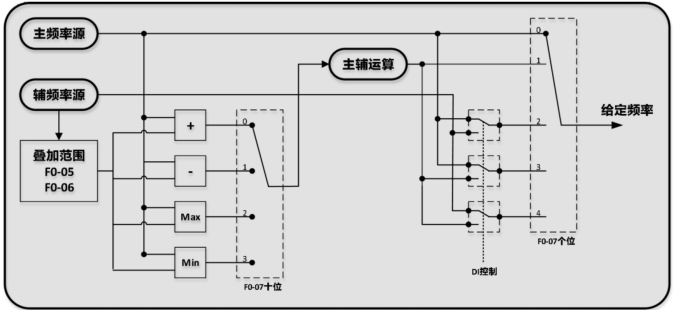 主频率源
辅频率源
叠加范围
F0-05
F0-06
+
-
Max
Min
0
1
2
3
F0-07十位
主辅运算
0
1
2
3
4
给定频率
F0-07个位
DI控制